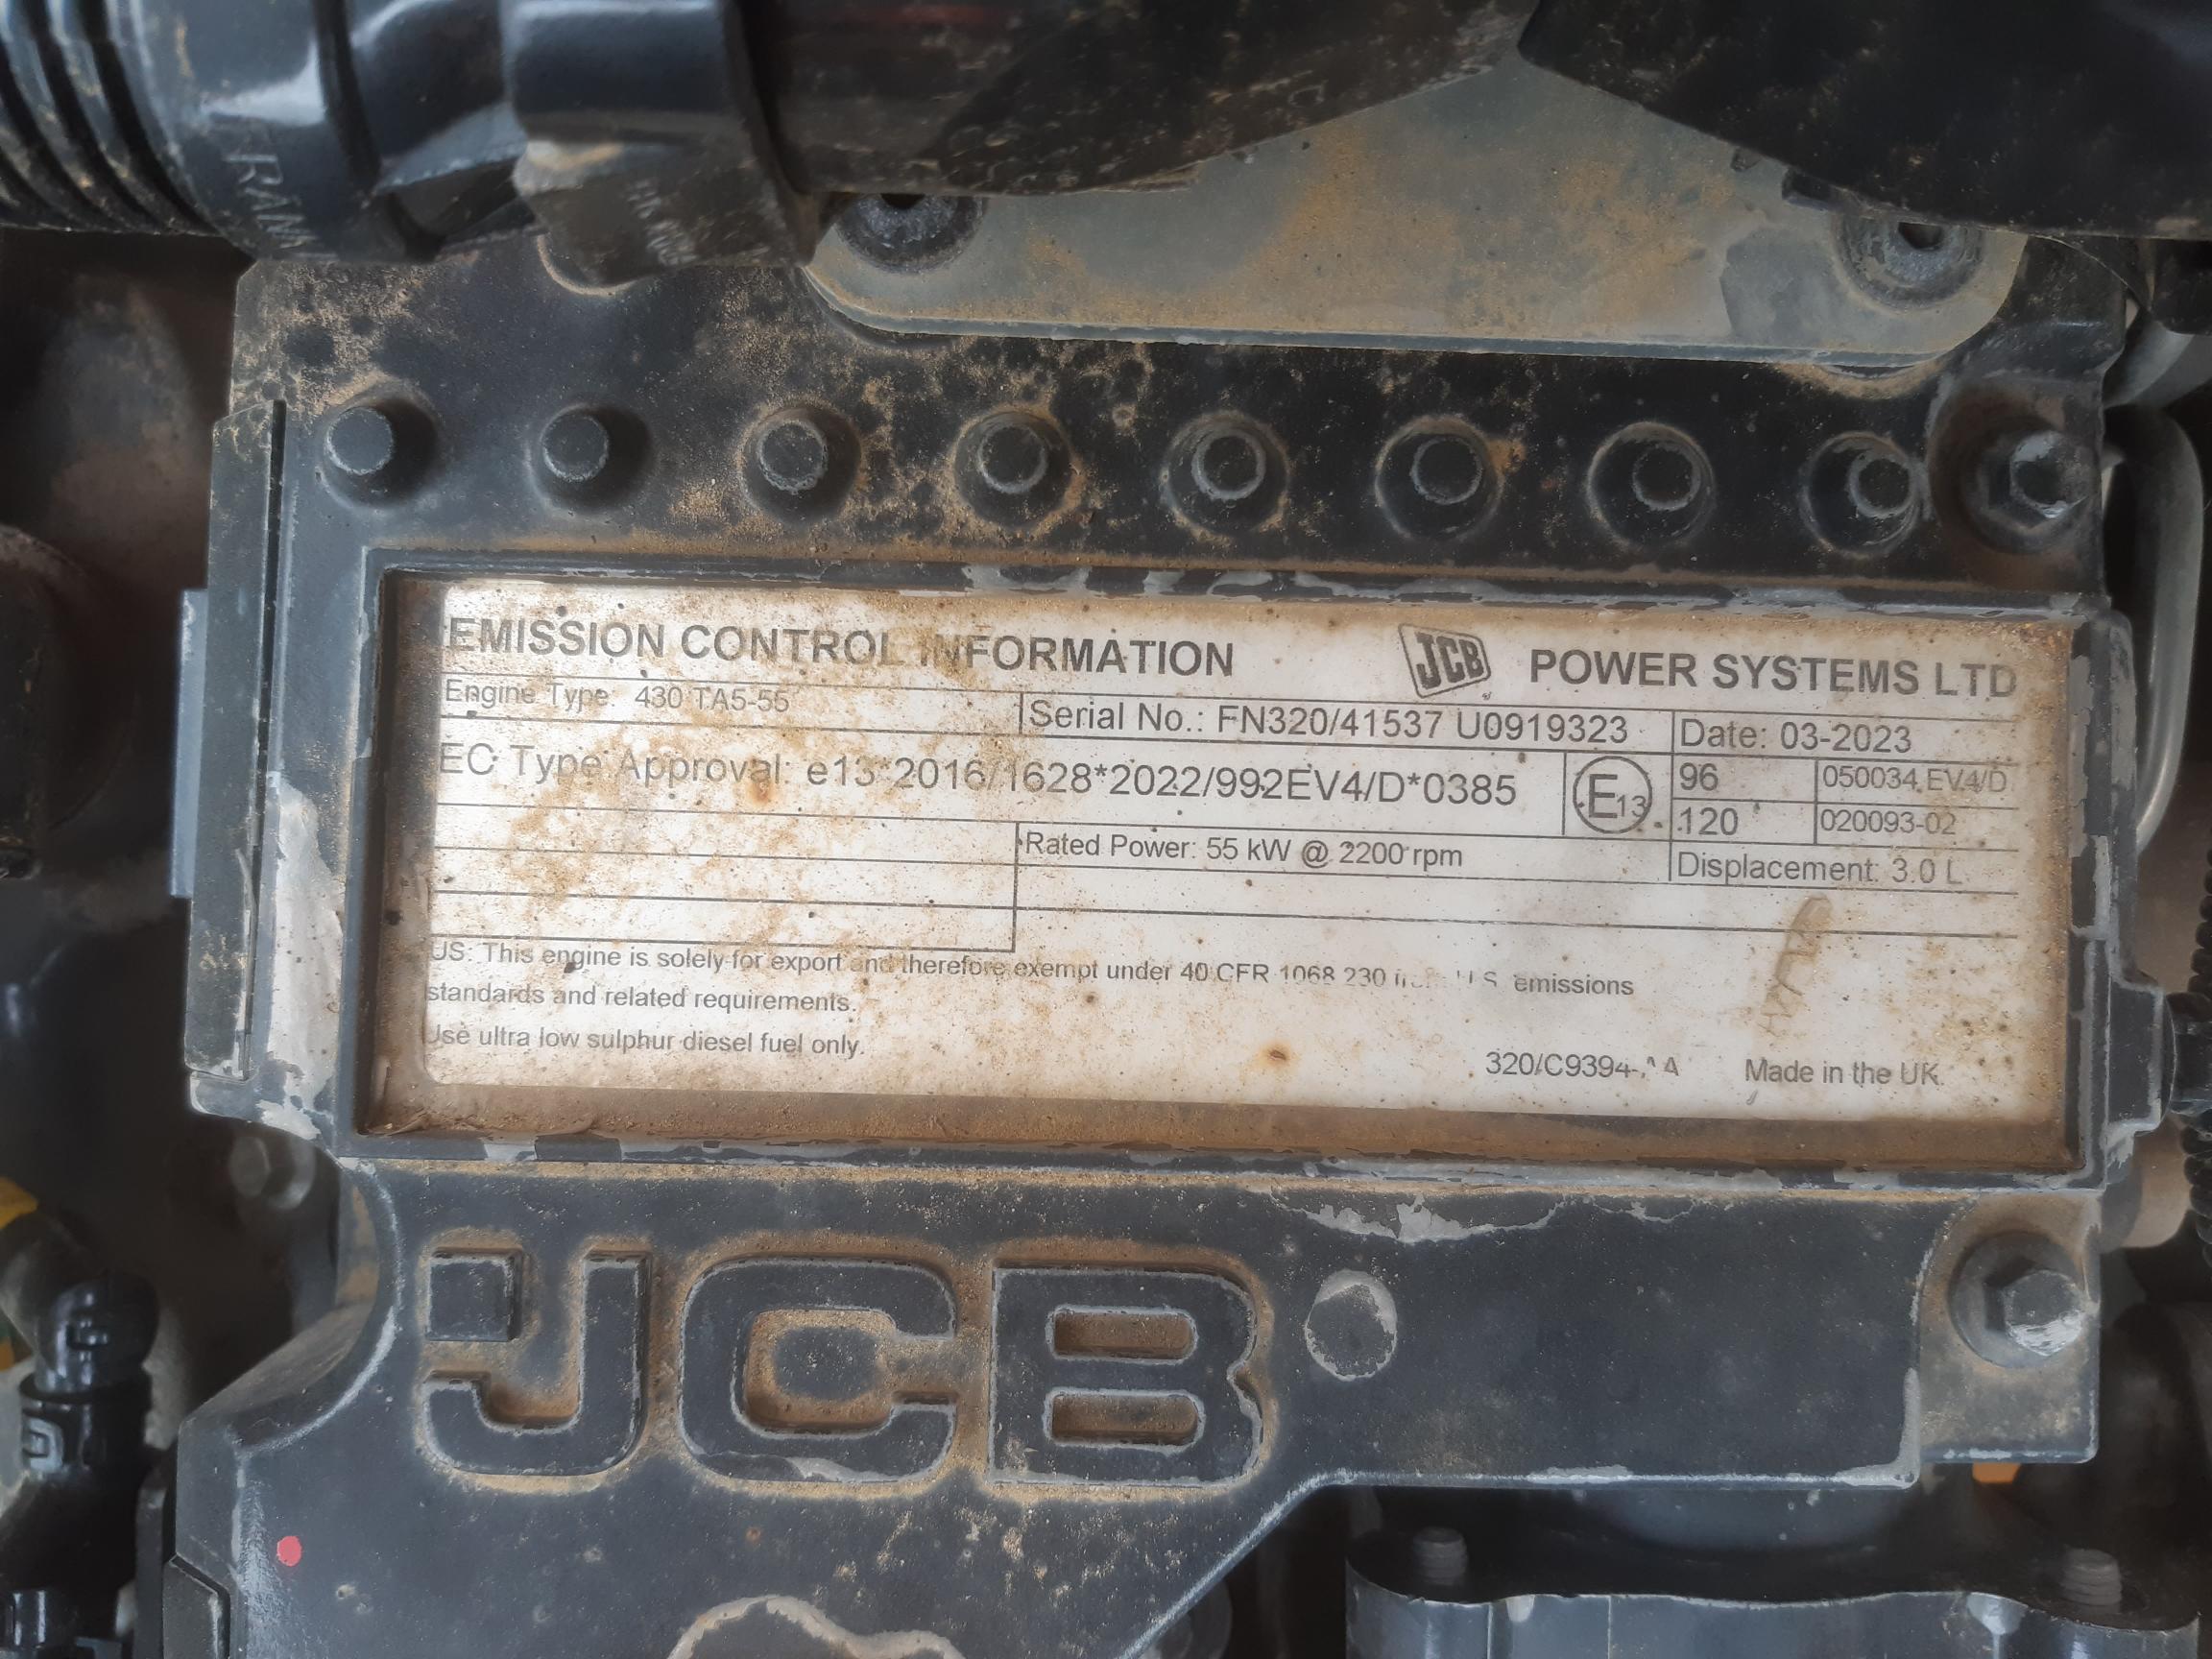 EMISSION CONTROL INFORMATION JCB POWER SYSTEMS LTD
Engine Type: 430 TA5-55 Serial No.: FN320/41537 U0919323 Date: 03-2023
EC Type Approval: e13*2016/1628*2022/992EV4/D*0385 E13 96 050034 EV4/D
120 020093-02
Rated Power: 55 kW @ 2200 rpm Displacement: 3.0 L
US: This engine is solely for export and therefore exempt under 40 CFR 1068 230 U.S. emissions
standards and related requirements.
Use ultra low sulphur diesel fuel only.
Made in the UK
JCB